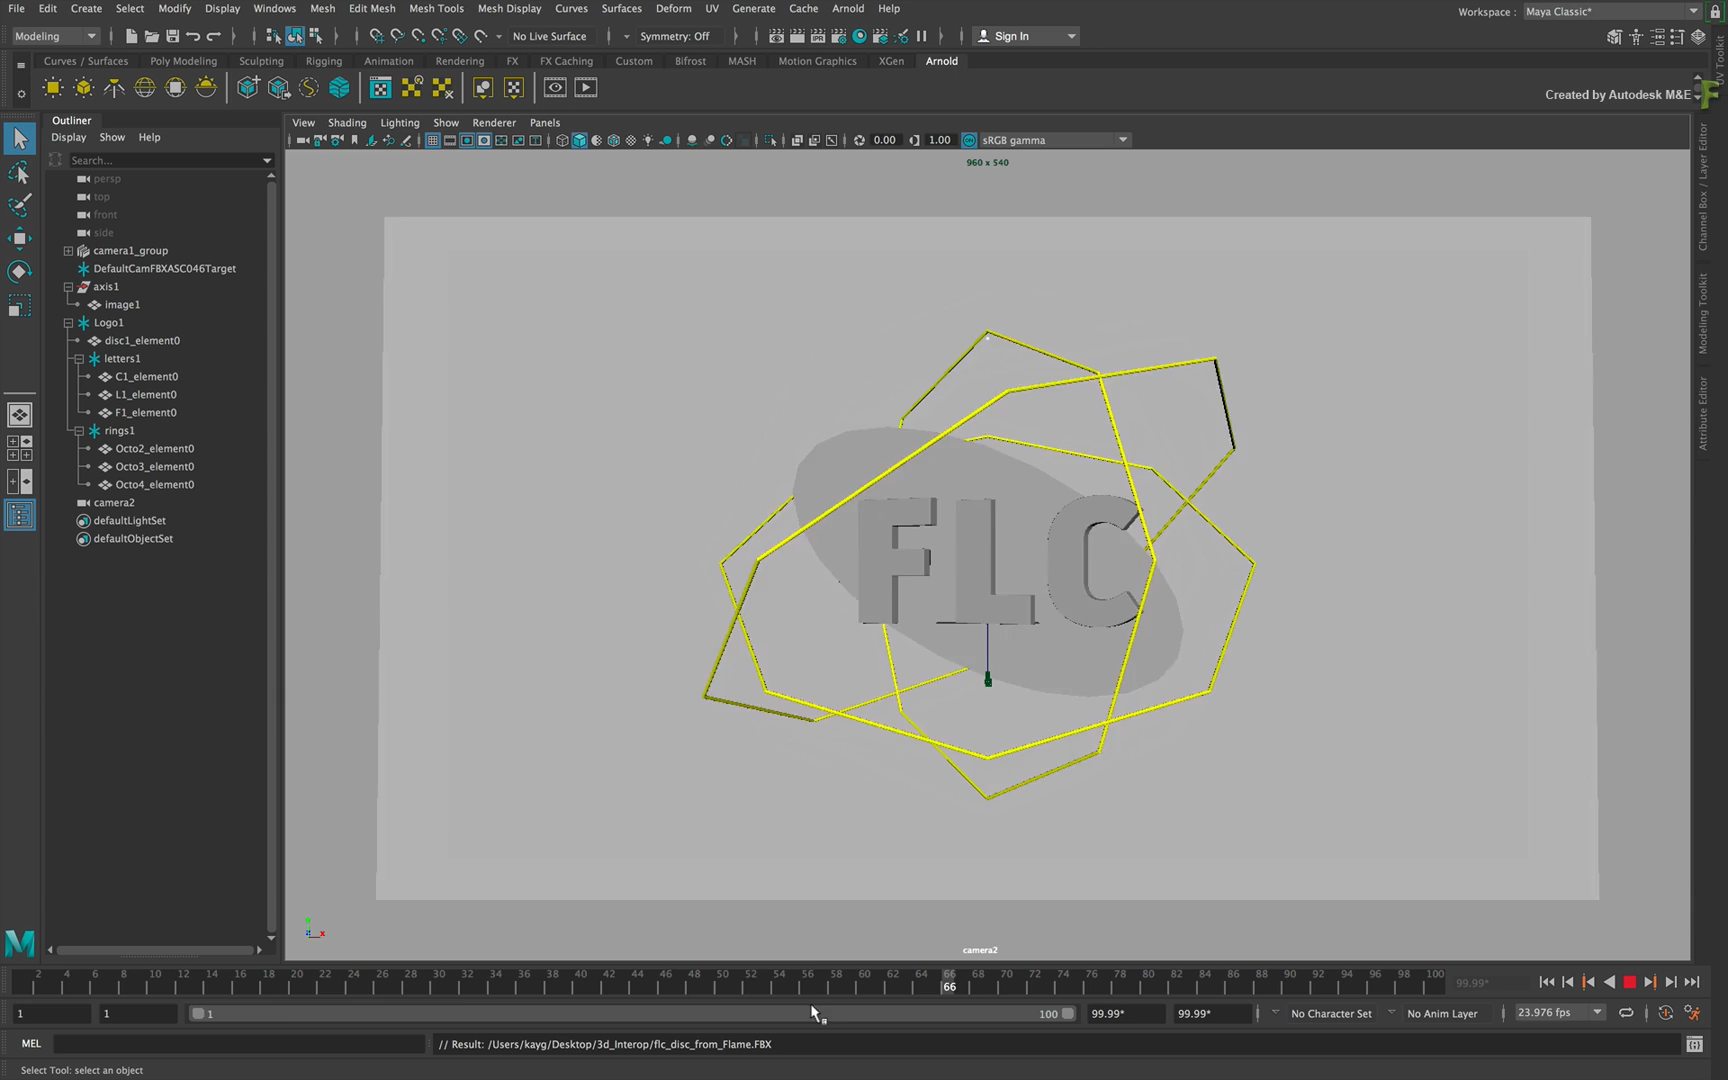 File Edit Create Select Modify Display Windows Mesh Edit Mesh Mesh Tools Mesh Display Curves Surfaces Deform UV Generate Cache Arnold Help
Workspace : Maya Classic*
Modeling No Live Surface Symmetry: Off Sign In
Curves / Surfaces Poly Modeling Sculpting Rigging Animation Rendering FX FX Caching Custom Bifrost MASH Motion Graphics XGen Arnold
Created by Autodesk M&E
Outliner
Display Show Help
Search...
View Shading Lighting Show Renderer Panels
0.00 1.00 sRGB gamma
960 x 540
persp
top
front
side
camera1_group
DefaultCamFBXASC046Target
axis1
image1
Logo1
disc1_element0
letters1
C1_element0
L1_element0
F1_element0
rings1
Octo2_element0
Octo3_element0
Octo4_element0
camera2
defaultLightSet
defaultObjectSet
FLC
UV Toolkit
Channel Box / Layer Editor
Modeling Toolkit
Attribute Editor
camera2
x
M
2 4 6 8 10 12 14 16 18 20 22 24 26 28 30 32 34 36 38 40 42 44 46 48 50 52 54 56 58 60 62 64 66 68 70 72 74 76 78 80 82 84 86 88 90 92 94 96 98 100
66
99.99*
1 1 1 100 99.99* 99.99* No Character Set No Anim Layer 23.976 fps
MEL // Result: /Users/kayg/Desktop/3d_Interop/flc_disc_from_Flame.FBX
Select Tool: select an object